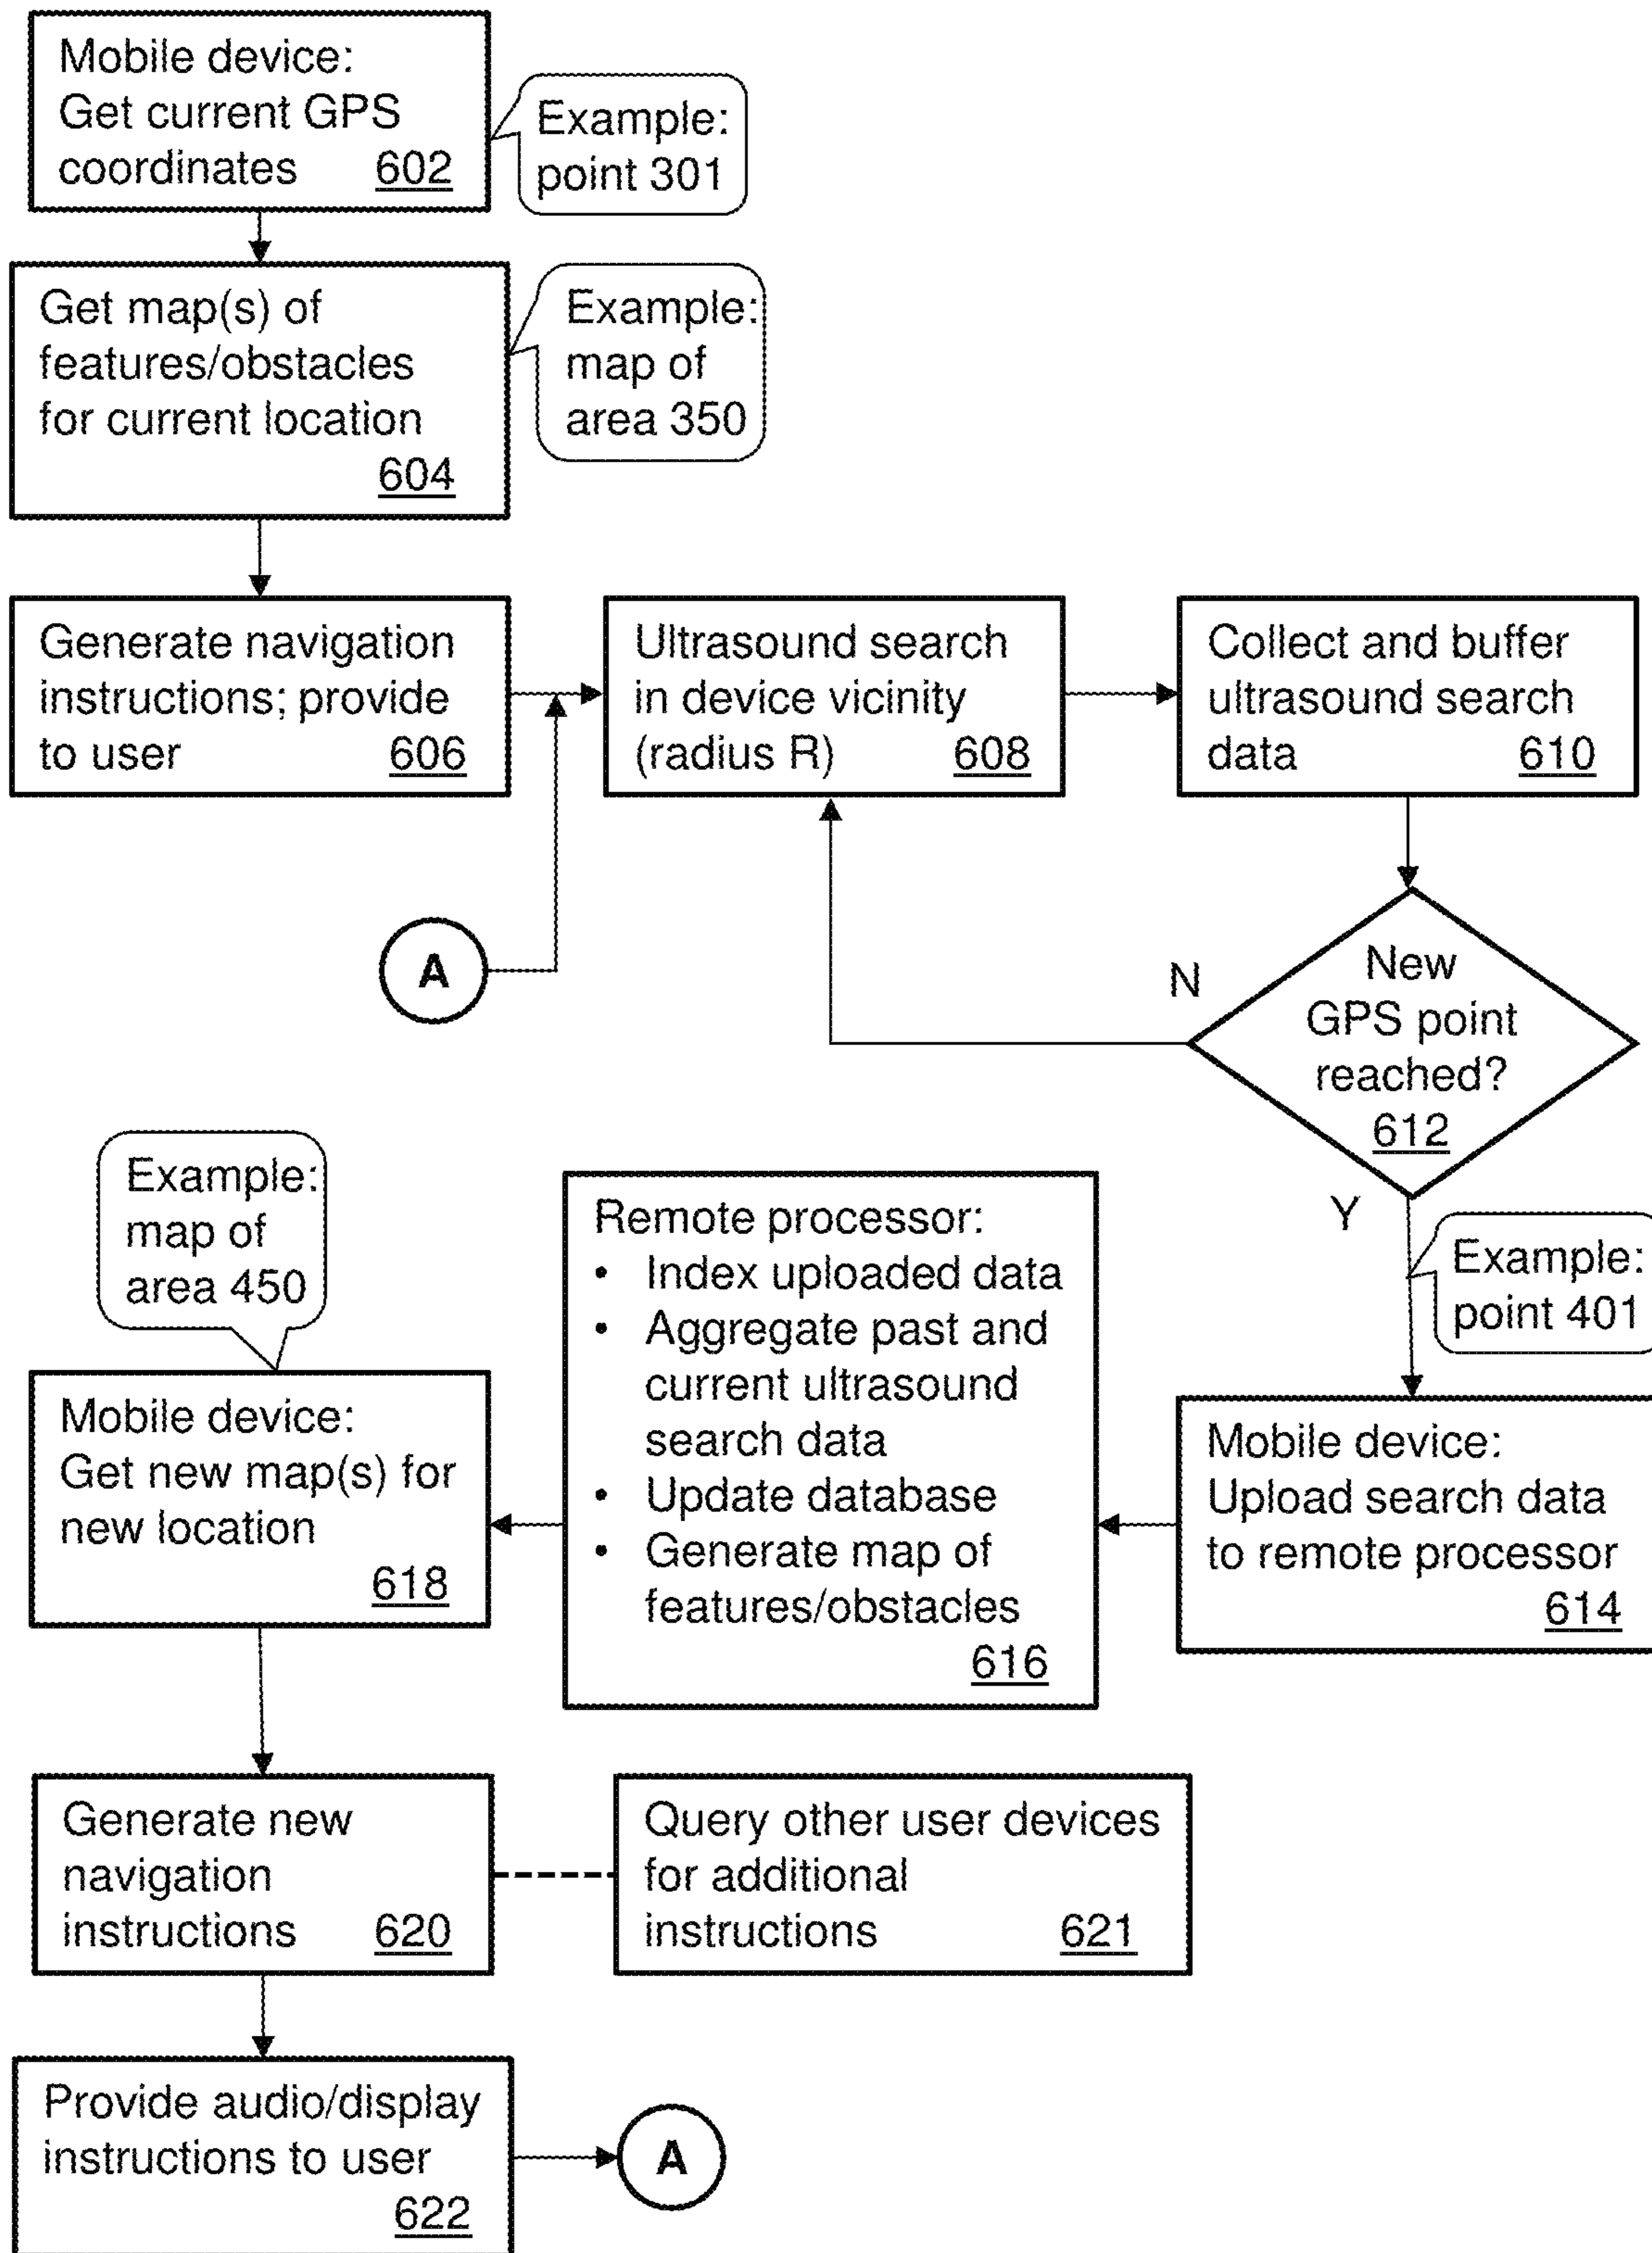 Mobile device:
Get current GPS
coordinates 602
Example:
point 301
Get map(s) of
features/obstacles
for current location
604
Example:
map of
area 350
Generate navigation
instructions; provide
to user 606
Ultrasound search
in device vicinity
(radius R) 608
Collect and buffer
ultrasound search
data 610
A
N
New
GPS point
reached?
612
Y
Example:
point 401
Mobile device:
Upload search data
to remote processor
614
Remote processor:
• Index uploaded data
• Aggregate past and
current ultrasound
search data
• Update database
• Generate map of
features/obstacles
616
Example:
map of
area 450
Mobile device:
Get new map(s) for
new location
618
Generate new
navigation
instructions 620
Query other user devices
for additional
instructions 621
Provide audio/display
instructions to user
622
A